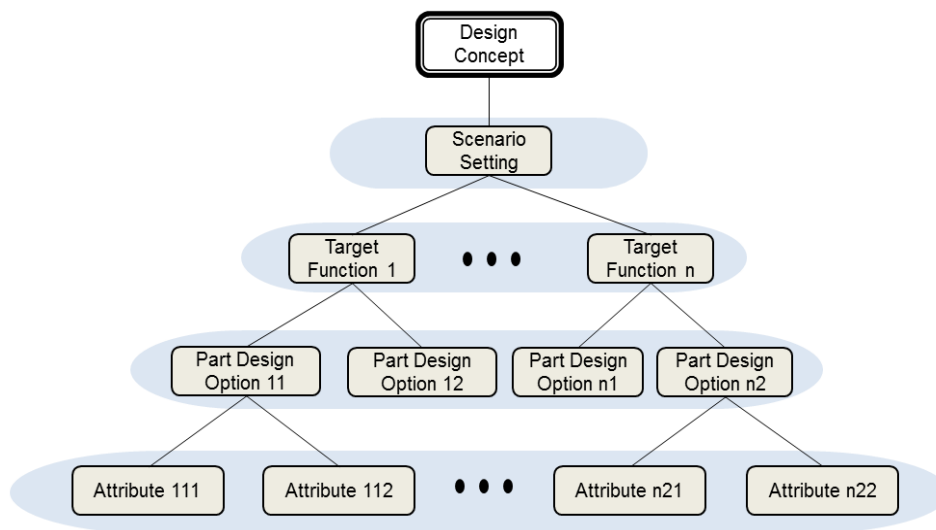 Design
Concept
Scenario
Setting
Target
Function 1
Target
Function n
Part Design
Option 11
Part Design
Option 12
Part Design
Option n1
Part Design
Option n2
Attribute 111
Attribute 112
Attribute n21
Attribute n22